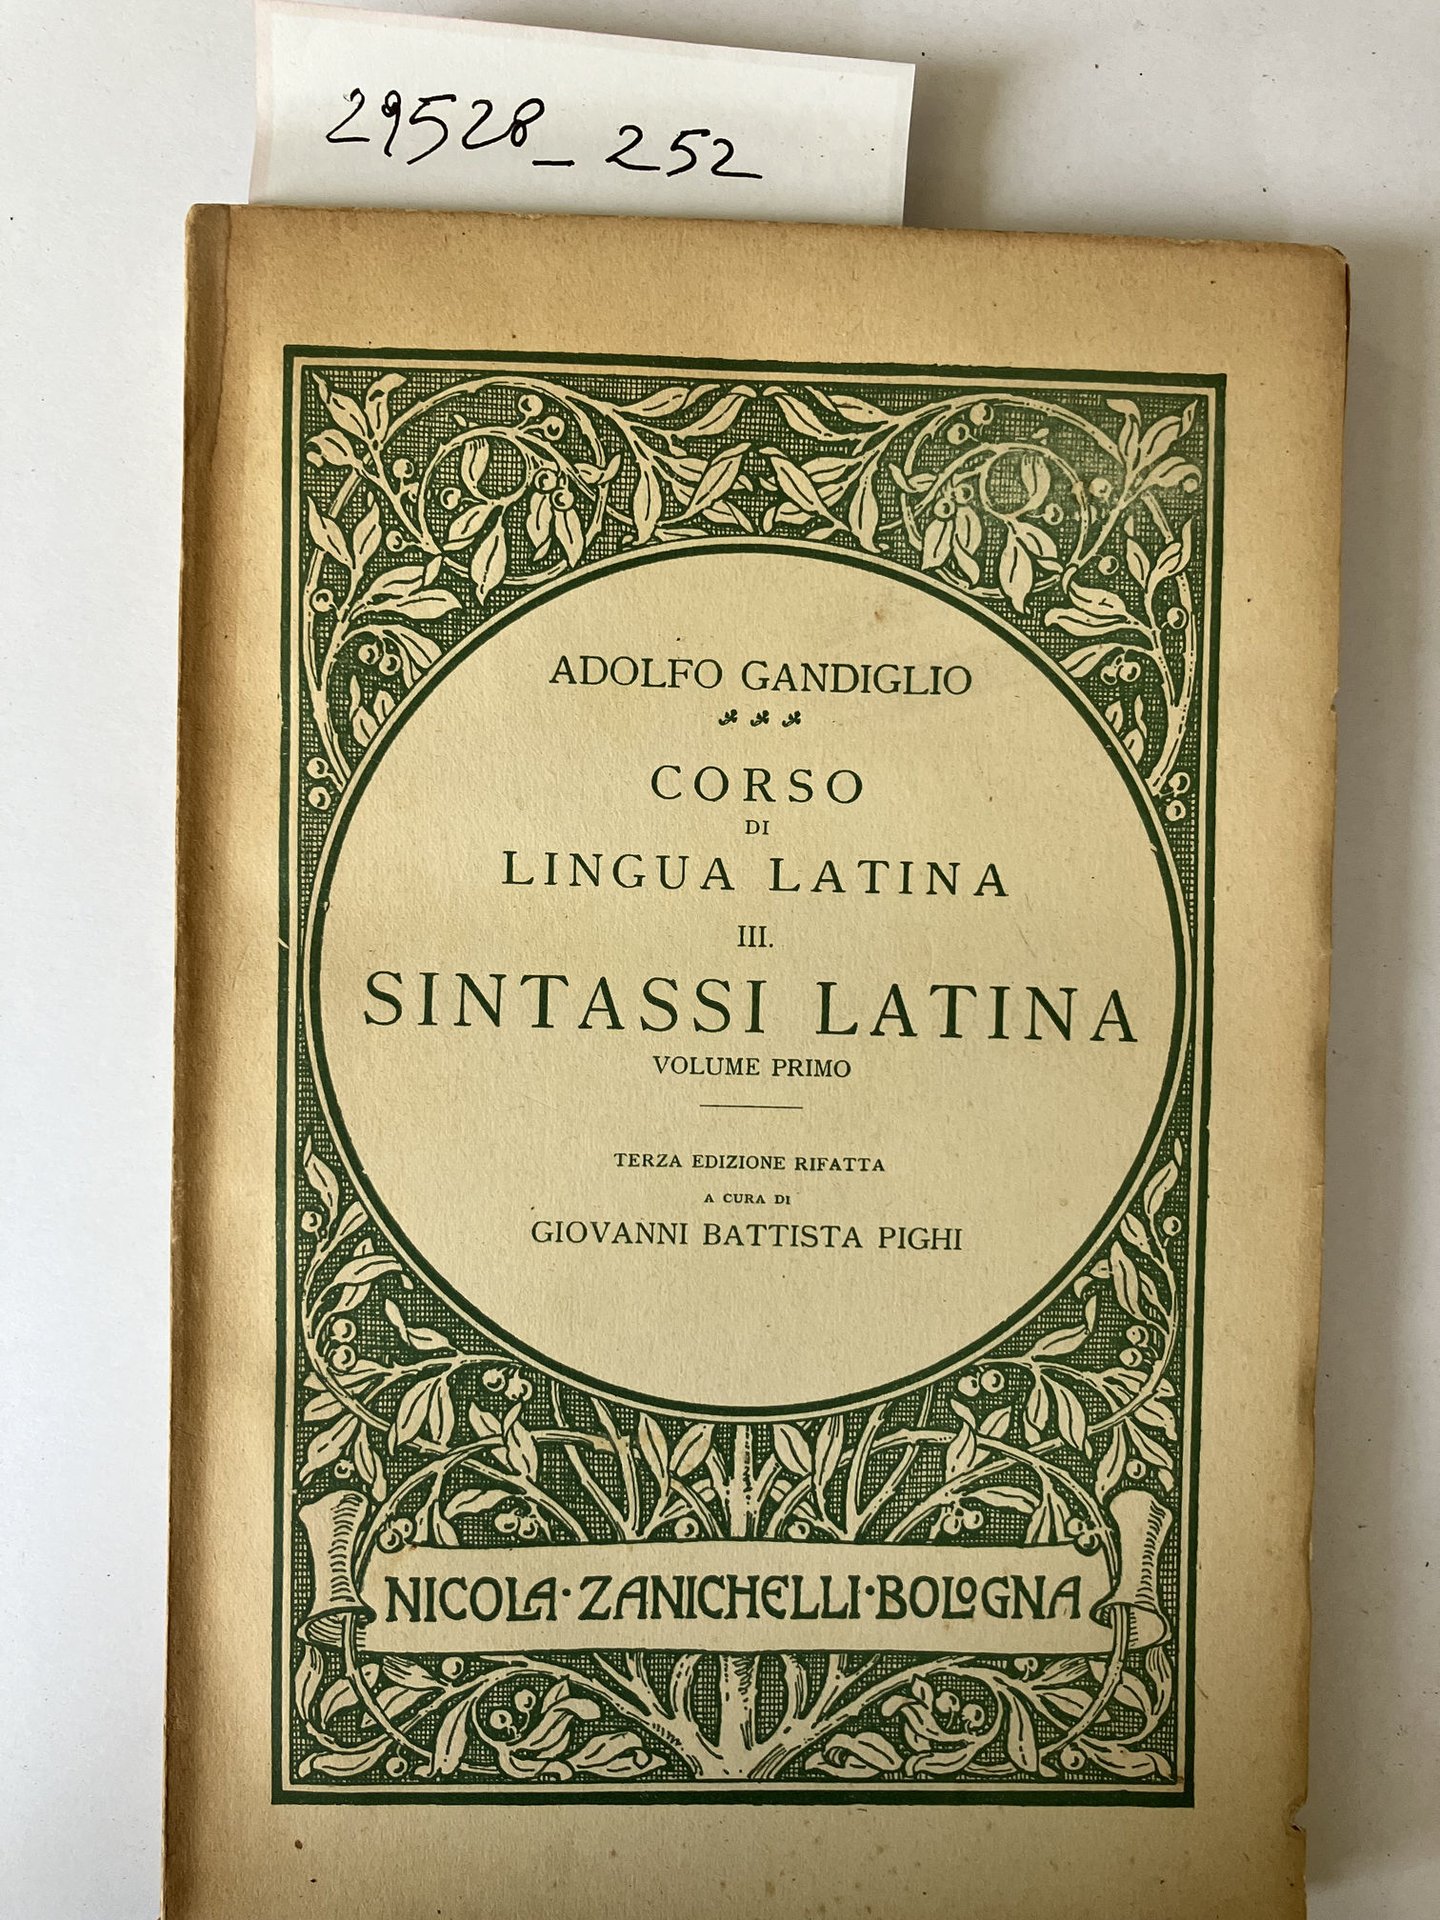 29528_252
ADOLFO GANDIGLIO
CORSO
DI
LINGUA LATINA
III.
SINTASSI LATINA
VOLUME PRIMO
TERZA EDIZIONE RIFATTA
A CURA DI
GIOVANNI BATTISTA PIGHI
NICOLA·ZANICHELLI·BOLOGNA